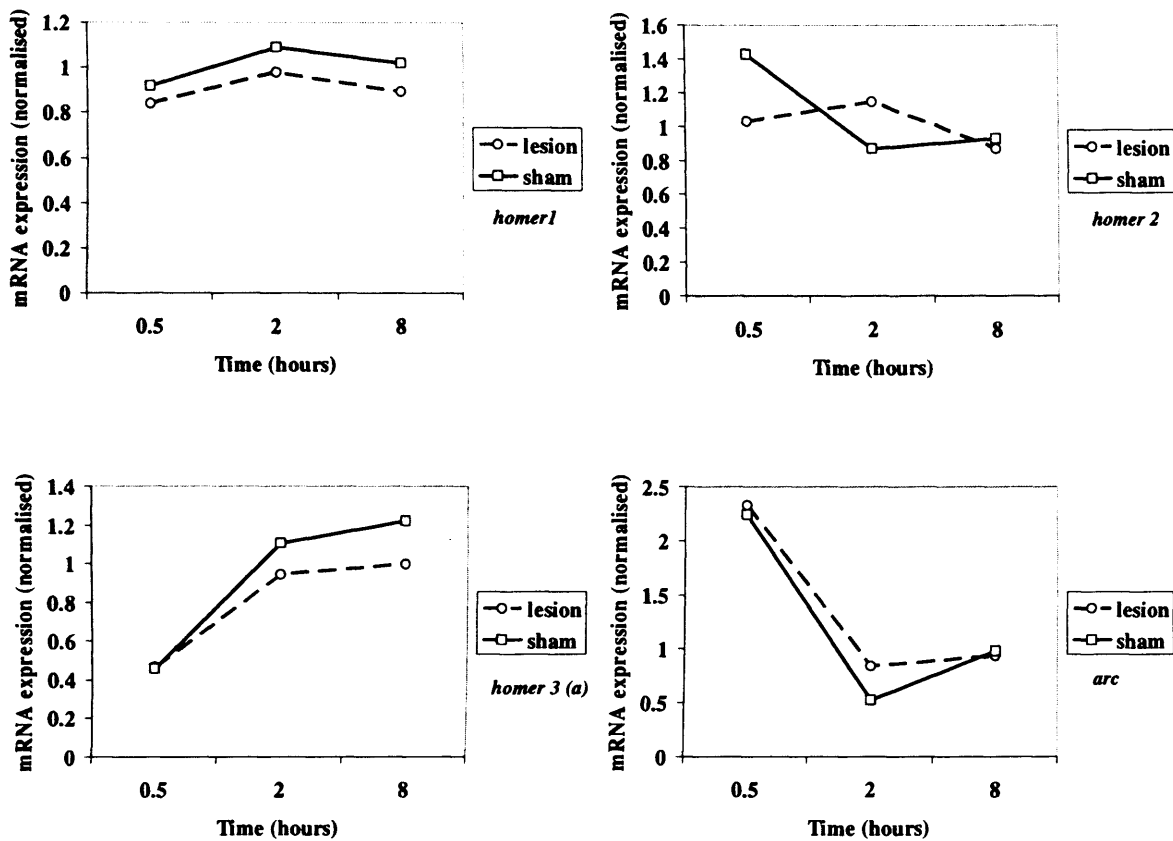 mRNA expression (normalised)
1.2
1
0.8
0.6
0.4
0.2
0
0.5 2 8
Time (hours)
lesion
sham
homer1
mRNA expression (normalised)
1.6
1.4
1.2
1
0.8
0.6
0.4
0.2
0
0.5 2 8
Time (hours)
lesion
sham
homer 2
mRNA expression (normalised)
1.4
1.2
1
0.8
0.6
0.4
0.2
0
0.5 2 8
Time (hours)
lesion
sham
homer 3 (a)
mRNA expression (normalised)
2.5
2
1.5
1
0.5
0
0.5 2 8
Time (hours)
lesion
sham
arc